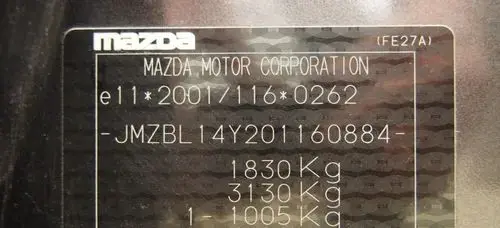 mazda (FE27A)
MAZDA MOTOR CORPORATION
e11*2001/116*0262
-JMZBL14Y201160884-
1830Kg
3130Kg
1- 1005Kg